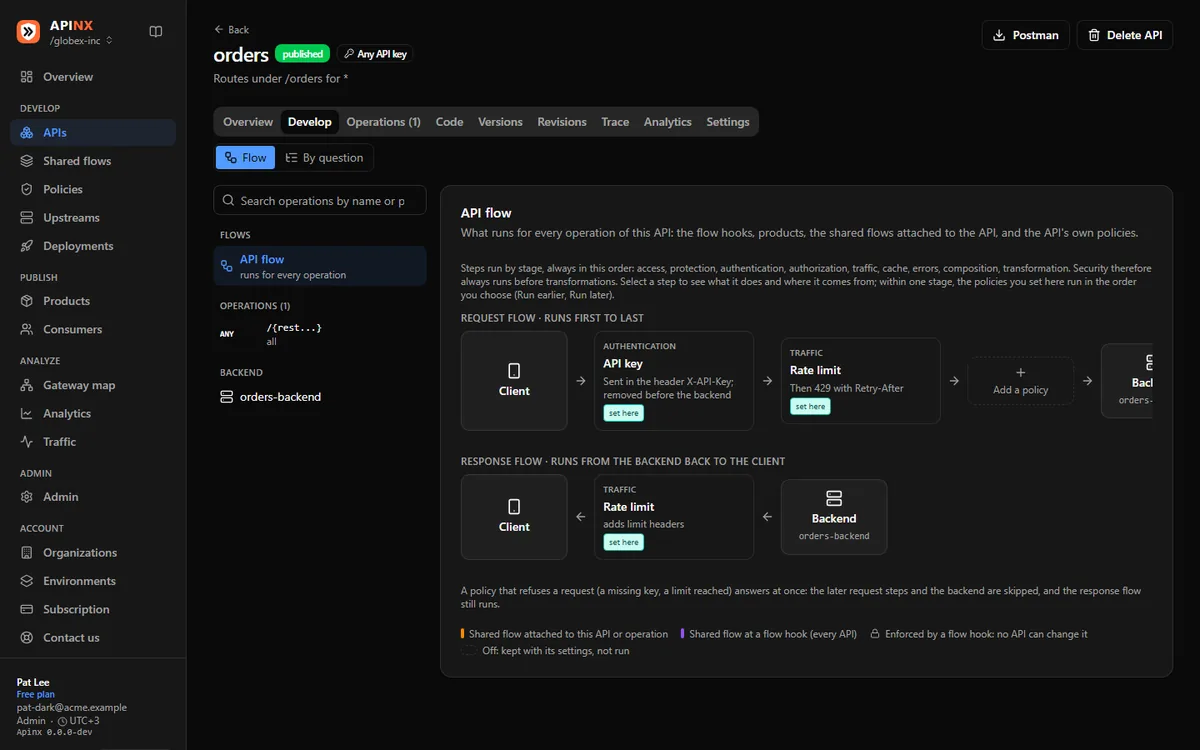 APINX
/globex-inc
Overview
DEVELOP
APIs
Shared flows
Policies
Upstreams
Deployments
PUBLISH
Products
Consumers
ANALYZE
Gateway map
Analytics
Traffic
ADMIN
Admin
ACCOUNT
Organizations
Environments
Subscription
Contact us
Pat Lee
Free plan
pat-dark@acme.example
Admin · UTC+3
Apinx 0.0.0-dev
Back
orders published Any API key
Routes under /orders for *
Postman Delete API
Overview Develop Operations (1) Code Versions Revisions Trace Analytics Settings
Flow By question
Search operations by name or p
FLOWS
API flow
runs for every operation
OPERATIONS (1)
ANY /{rest...}
all
BACKEND
orders-backend
API flow
What runs for every operation of this API: the flow hooks, products, the shared flows attached to the API, and the API's own policies.
Steps run by stage, always in this order: access, protection, authentication, authorization, traffic, cache, errors, composition, transformation. Security therefore
always runs before transformations. Select a step to see what it does and where it comes from; within one stage, the policies you set here run in the order
you choose (Run earlier, Run later).
REQUEST FLOW · RUNS FIRST TO LAST
Client
AUTHENTICATION
API key
Sent in the header X-API-Key;
removed before the backend
set here
TRAFFIC
Rate limit
Then 429 with Retry-After
set here
Add a policy
Bac
orders-
RESPONSE FLOW · RUNS FROM THE BACKEND BACK TO THE CLIENT
Client
TRAFFIC
Rate limit
adds limit headers
set here
Backend
orders-backend
A policy that refuses a request (a missing key, a limit reached) answers at once: the later request steps and the backend are skipped, and the response flow
still runs.
Shared flow attached to this API or operation Shared flow at a flow hook (every API) Enforced by a flow hook: no API can change it
Off: kept with its settings, not run